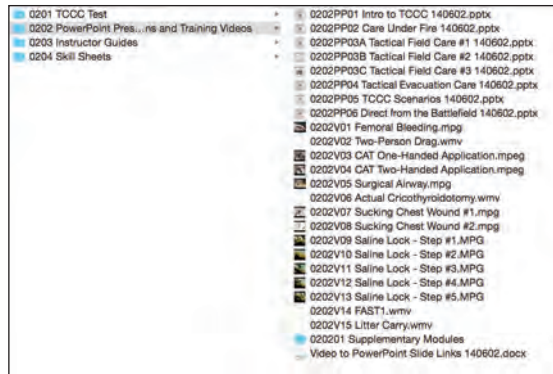 0201 TCCC Test
0202 PowerPoint Pres...ns and Training Videos
0203 Instructor Guides
0204 Skill Sheets
0202PP01 Intro to TCCC 140602.pptx
0202PP02 Care Under Fire 140602.pptx
0202PP03A Tactical Field Care #1 140602.pptx
0202PP03B Tactical Field Care #2 140602.pptx
0202PP03C Tactical Field Care #3 140602.pptx
0202PP04 Tactical Evacuation Care 140602.pptx
0202PP05 TCCC Scenarios 140602.pptx
0202PP06 Direct from the Battlefield 140602.pptx
0202V01 Femoral Bleeding.mpg
0202V02 Two-Person Drag.wmv
0202V03 CAT One-Handed Application.mpeg
0202V04 CAT Two-Handed Application.mpeg
0202V05 Surgical Airway.mpg
0202V06 Actual Cricothyroidotomy.wmv
0202V07 Sucking Chest Wound #1.mpg
0202V08 Sucking Chest Wound #2.mpg
0202V09 Saline Lock - Step #1.MPG
0202V10 Saline Lock - Step #2.MPG
0202V11 Saline Lock - Step #3.MPG
0202V12 Saline Lock - Step #4.MPG
0202V13 Saline Lock - Step #5.MPG
0202V14 FAST1.wmv
0202V15 Litter Carry.wmv
020201 Supplementary Modules
Video to PowerPoint Slide Links 140602.docx